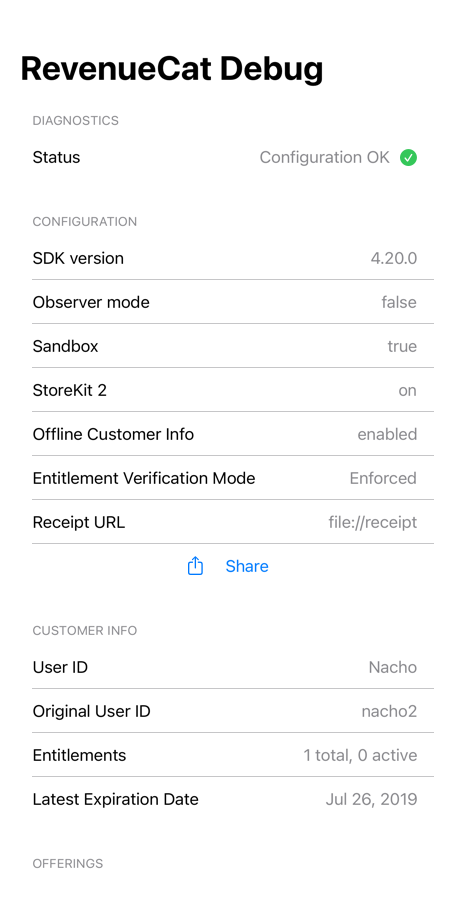 RevenueCat Debug
DIAGNOSTICS
Status Configuration OK
CONFIGURATION
SDK version 4.20.0
Observer mode false
Sandbox true
StoreKit 2 on
Offline Customer Info enabled
Entitlement Verification Mode Enforced
Receipt URL file://receipt
Share
CUSTOMER INFO
User ID Nacho
Original User ID nacho2
Entitlements 1 total, 0 active
Latest Expiration Date Jul 26, 2019
OFFERINGS